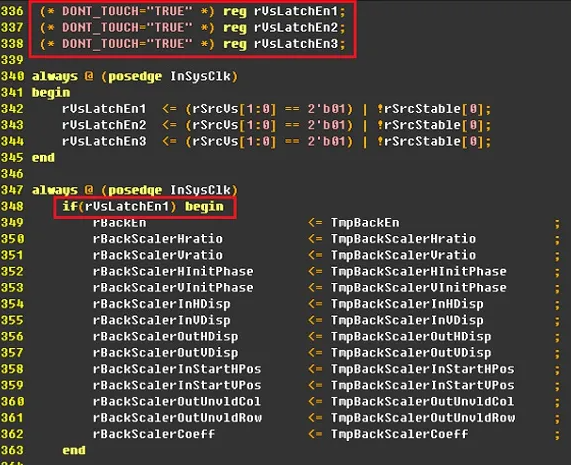 336 (* DONT_TOUCH="TRUE" *) reg rVsLatchEn1;
337 (* DONT_TOUCH="TRUE" *) reg rVsLatchEn2;
338 (* DONT_TOUCH="TRUE" *) reg rVsLatchEn3;
339
340 always @ (posedge InSysClk)
341 begin
342 rVsLatchEn1 <= (rSrcVs[1:0] == 2'b01) | !rSrcStable[0];
343 rVsLatchEn2 <= (rSrcVs[1:0] == 2'b01) | !rSrcStable[0];
344 rVsLatchEn3 <= (rSrcVs[1:0] == 2'b01) | !rSrcStable[0];
345 end
346
347 always @ (posedge InSysClk)
348 if(rVsLatchEn1) begin
349 rBackEn <= TmpBackEn ;
350 rBackScalerHratio <= TmpBackScalerHratio ;
351 rBackScalerVratio <= TmpBackScalerVratio ;
352 rBackScalerHInitPhase <= TmpBackScalerHInitPhase ;
353 rBackScalerVInitPhase <= TmpBackScalerVInitPhase ;
354 rBackScalerInHDisp <= TmpBackScalerInHDisp ;
355 rBackScalerInVDisp <= TmpBackScalerInVDisp ;
356 rBackScalerOutHDisp <= TmpBackScalerOutHDisp ;
357 rBackScalerOutVDisp <= TmpBackScalerOutVDisp ;
358 rBackScalerInStartHPos <= TmpBackScalerInStartHPos ;
359 rBackScalerInStartVPos <= TmpBackScalerInStartVPos ;
360 rBackScalerOutUnvldCol <= TmpBackScalerOutUnvldCol ;
361 rBackScalerOutUnvldRow <= TmpBackScalerOutUnvldRow ;
362 rBackScalerCoeff <= TmpBackScalerCoeff ;
363 end